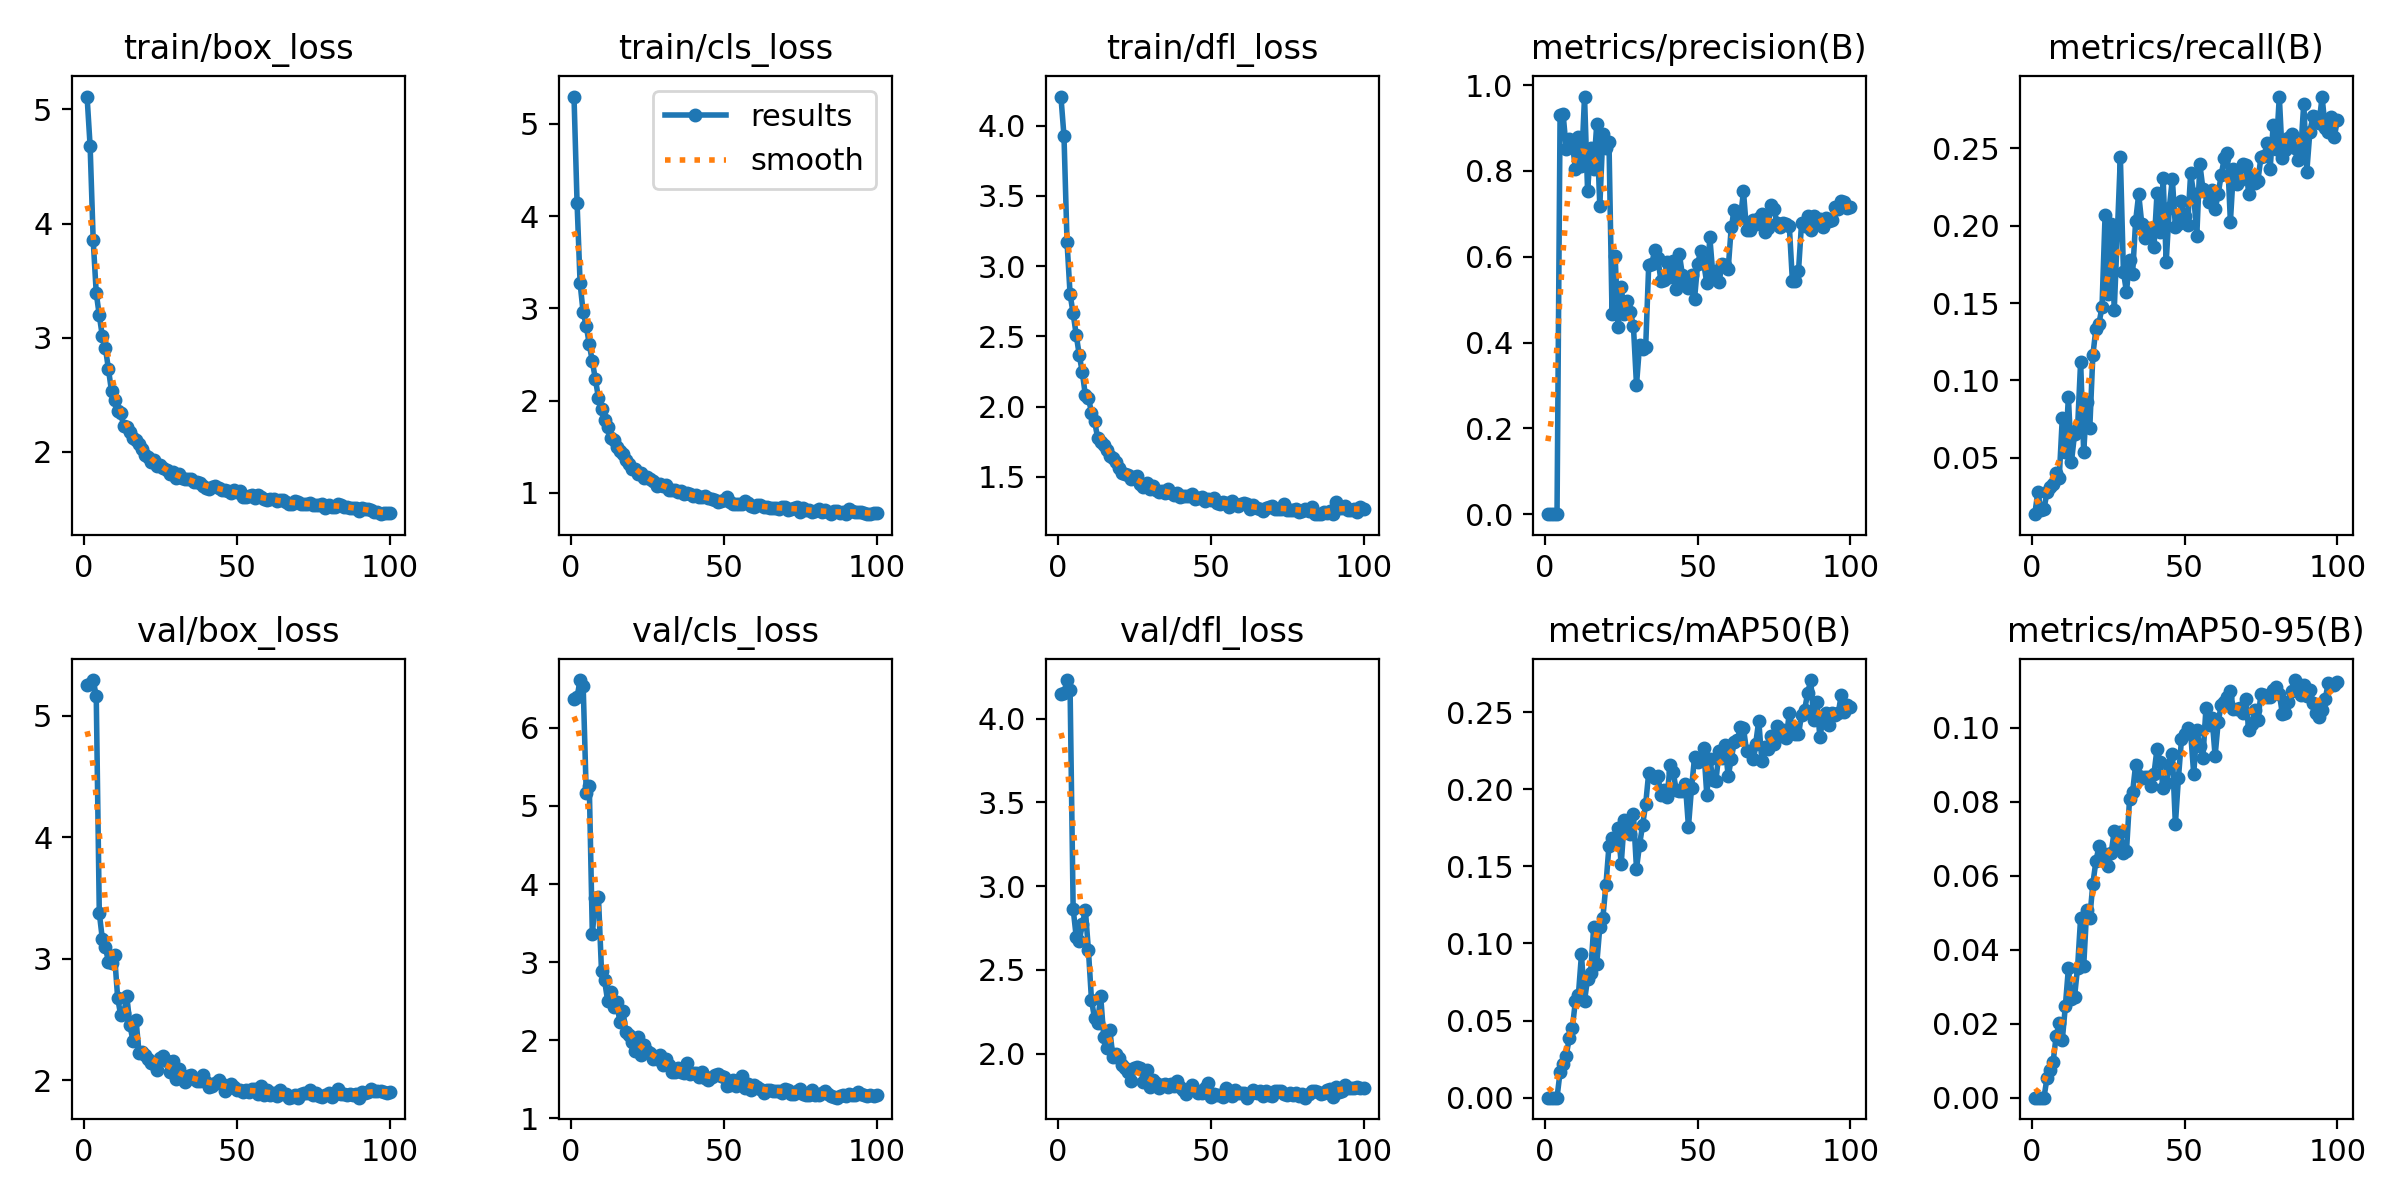 train/box_loss
train/cls_loss
train/dfl_loss
metrics/precision(B)
metrics/recall(B)
results
smooth
5
4
3
2
0 50 100
5
4
3
2
1
0 50 100
4.0
3.5
3.0
2.5
2.0
1.5
0 50 100
1.0
0.8
0.6
0.4
0.2
0.0
0 50 100
0.25
0.20
0.15
0.10
0.05
0 50 100
val/box_loss
val/cls_loss
val/dfl_loss
metrics/mAP50(B)
metrics/mAP50-95(B)
5
4
3
2
0 50 100
6
5
4
3
2
1
0 50 100
4.0
3.5
3.0
2.5
2.0
0 50 100
0.25
0.20
0.15
0.10
0.05
0.00
0 50 100
0.10
0.08
0.06
0.04
0.02
0.00
0 50 100